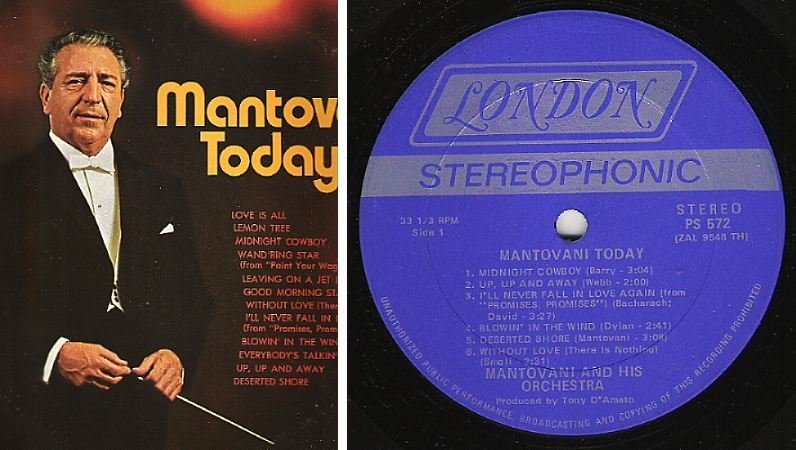 Mantov
Today
LOVE IS ALL
LEMON TREE
MIDNIGHT COWBOY
WAND'RING STAR
(from "Paint Your Wag
LEAVING ON A JET
GOOD MORNING ST
WITHOUT LOVE (Ther
I'LL NEVER FALL IN
(from "Promises, Prom
BLOWIN' IN THE WIN
EVERYBODY'S TALKIN'
UP, UP AND AWAY
DESERTED SHORE
LONDON
STEREOPHONIC
33 1/3 RPM
Side 1
STEREO
PS 572
(ZAL 9548 TH)
MANTOVANI TODAY
1. MIDNIGHT COWBOY (Barry - 3:04)
2. UP, UP AND AWAY (Webb - 2:00)
3. I'LL NEVER FALL IN LOVE AGAIN (from
"PROMISES, PROMISES") (Bacharach;
David - 3:27)
4. BLOWIN' IN THE WIND (Dylan - 2:41)
5. DESERTED SHORE (Mantovani - 3:08)
6. WITHOUT LOVE (There Is Nothing)
(Small - 2:31)
MANTOVANI AND HIS
ORCHESTRA
Produced by Tony D'Amato
UNAUTHORIZED PUBLIC PERFORMANCE, BROADCASTING AND COPYING OF THIS RECORDING PROHIBITED